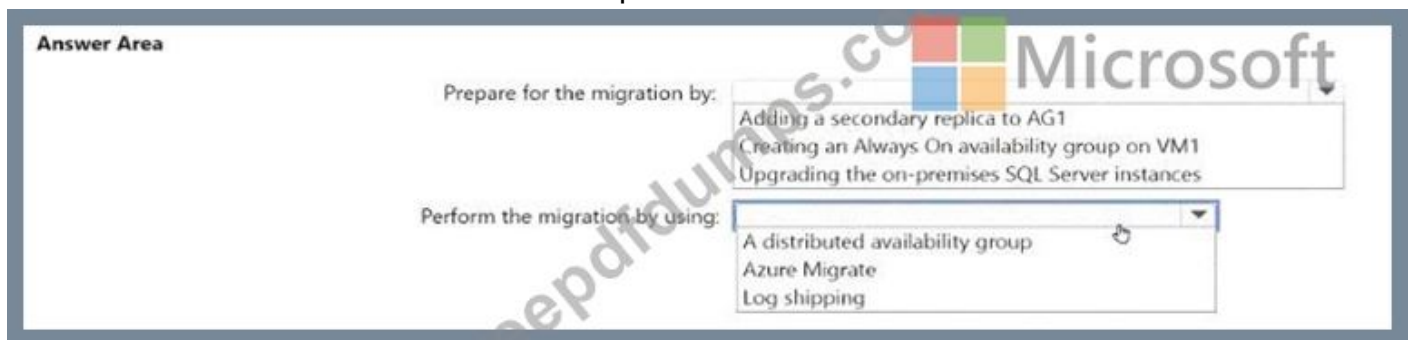 Answer Area
Microsoft
Prepare for the migration by:
Adding a secondary replica to AG1
Creating an Always On availability group on VM1
Upgrading the on-premises SQL Server instances
Perform the migration by using:
A distributed availability group
Azure Migrate
Log shipping
epdfdumps.co